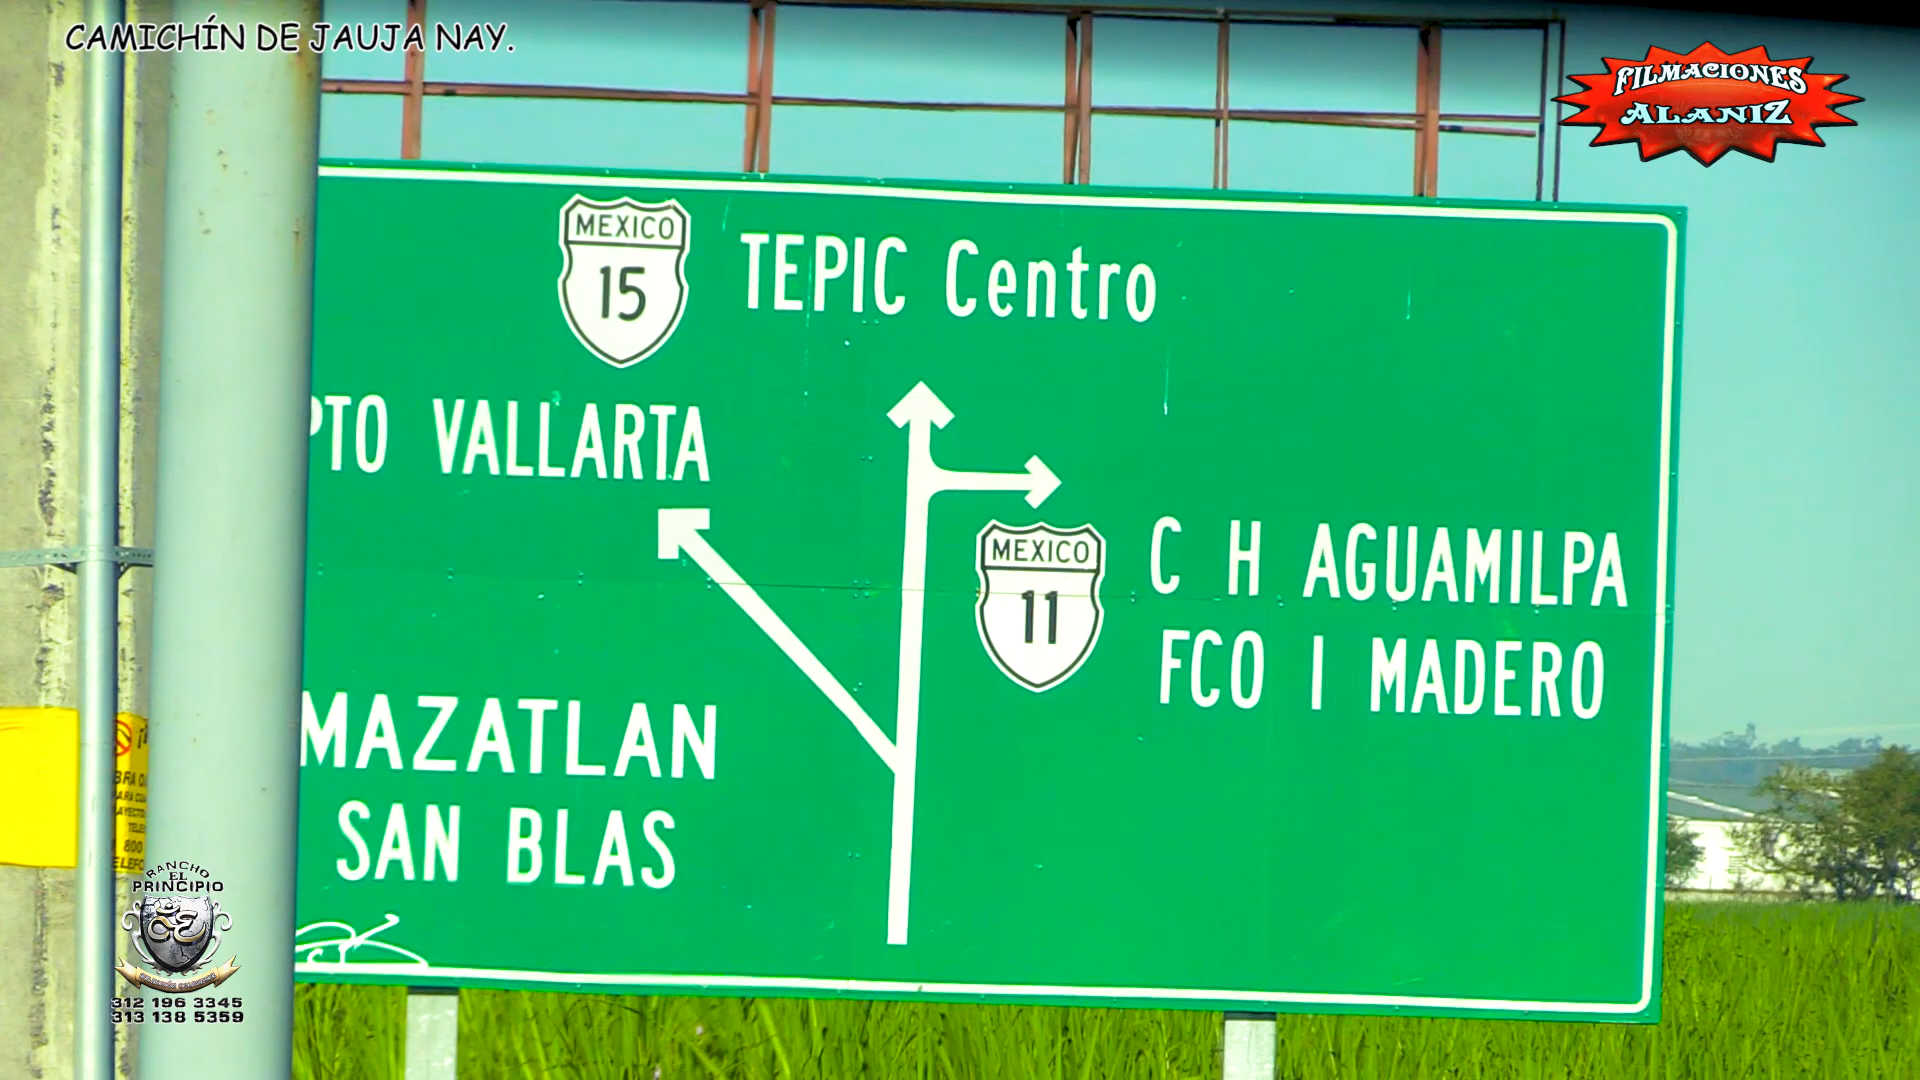 CAMICHÍN DE JAUJA NAY.
FILMACIONES
ALANIZ
MEXICO
15
TEPIC Centro
PTO VALLARTA
MEXICO
11
C H AGUAMILPA
FCO I MADERO
MAZATLAN
SAN BLAS
800
RANCHO
EL
PRINCIPIO
312 196 3345
313 138 5359